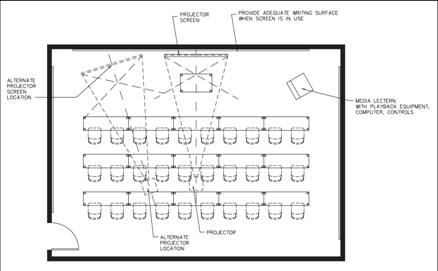 PROJECTOR
SCREEN
PROVIDE ADEQUATE WRITING SURFACE
WHEN SCREEN IS IN USE
ALTERNATE
PROJECTOR
SCREEN
LOCATION
MEDIA LECTERN
WITH PLAYBACK EQUIPMENT,
COMPUTER, CONTROLS
PROJECTOR
ALTERNATE
PROJECTOR
LOCATION